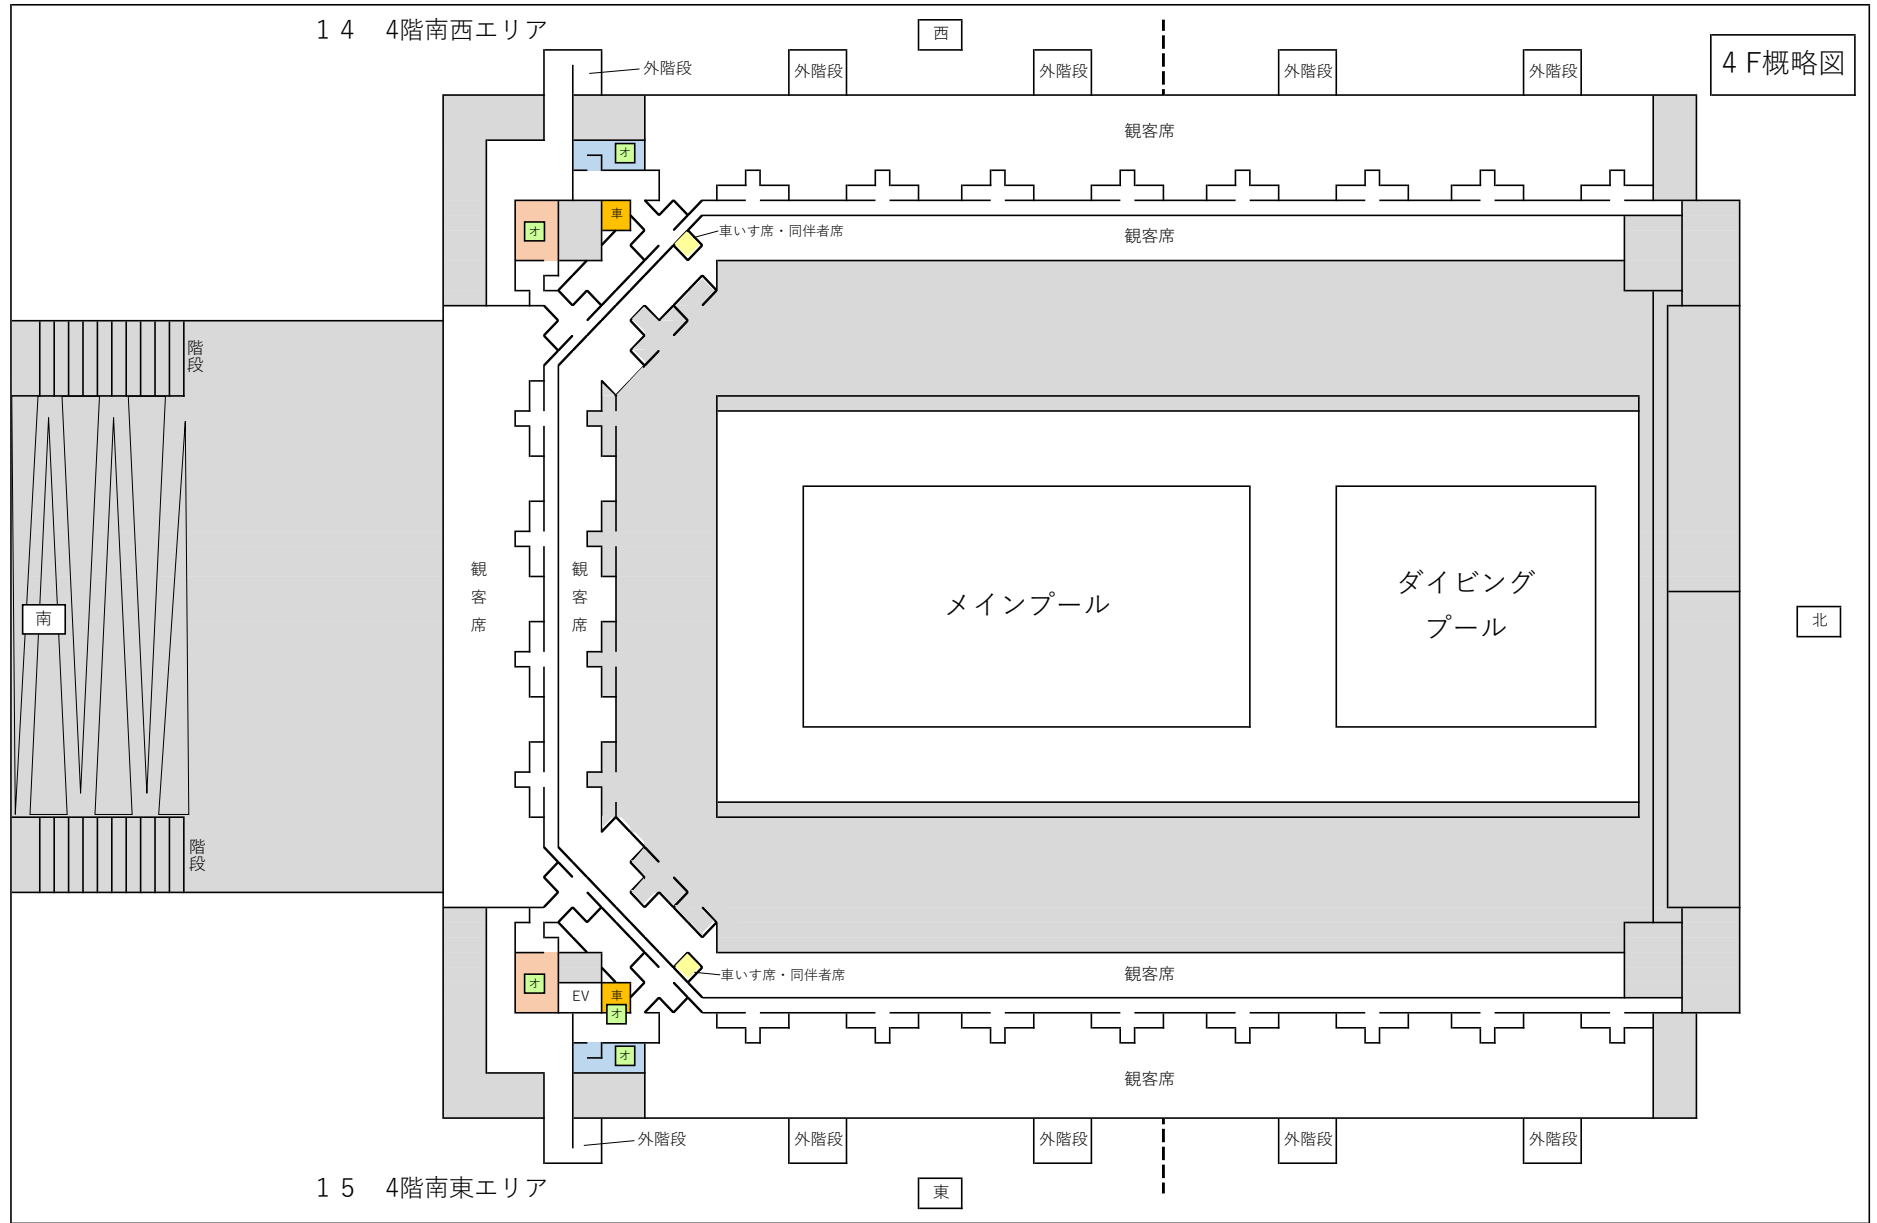 １４　4階南西エリア
西
4F概略図
外階段
外階段
外階段
外階段
外階段
観客席
オ
車
オ
車いす席・同伴者席
観客席
階段
観客席
観客席
メインプール
ダイビング
プール
南
北
階段
車いす席・同伴者席
観客席
オ
EV
車
オ
オ
観客席
外階段
外階段
外階段
外階段
外階段
１５　4階南東エリア
東